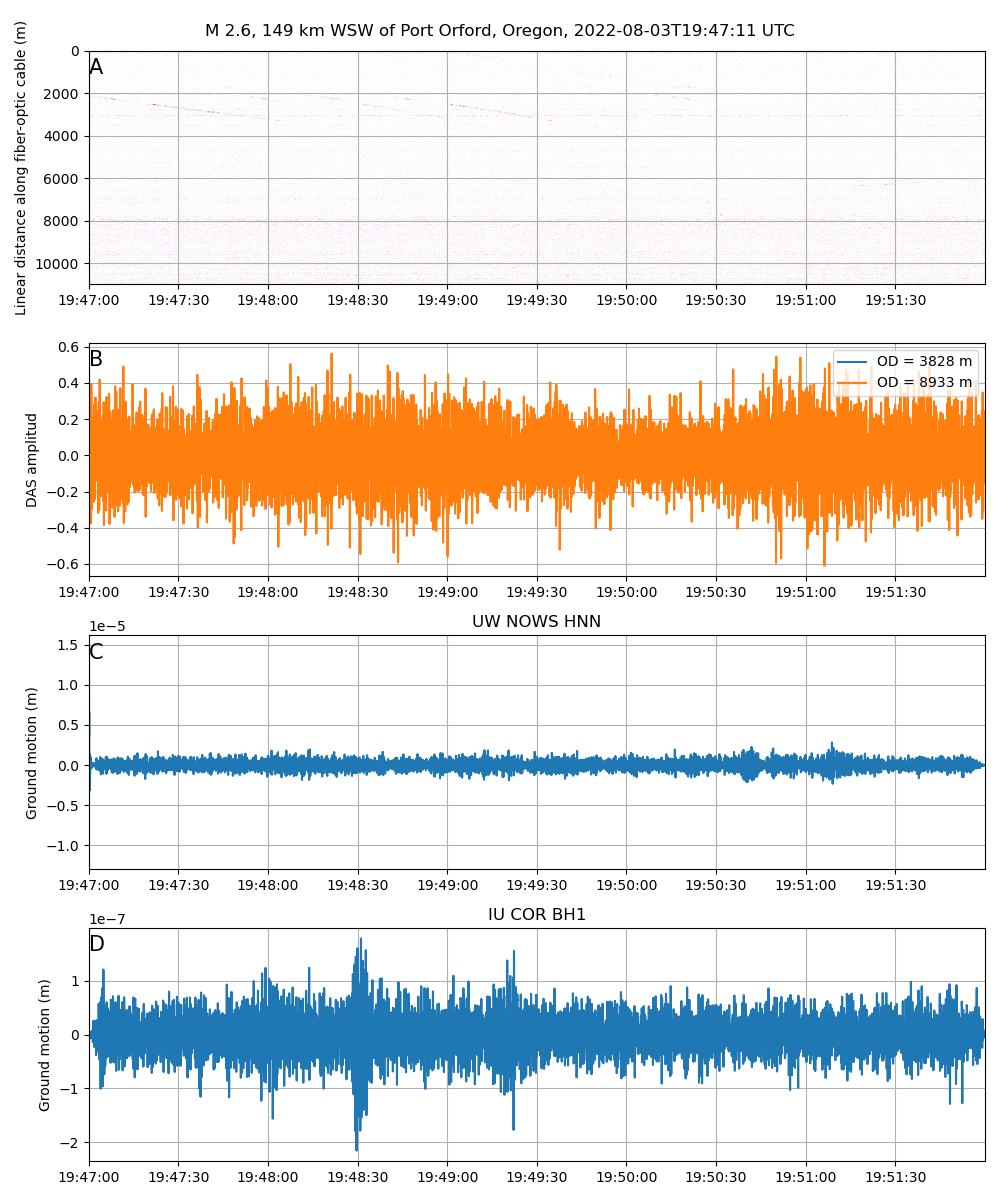 M 2.6, 149 km WSW of Port Orford, Oregon, 2022-08-03T19:47:11 UTC
Linear distance along fiber-optic cable (m)
A
0
2000
4000
6000
8000
10000
19:47:00 19:47:30 19:48:00 19:48:30 19:49:00 19:49:30 19:50:00 19:50:30 19:51:00 19:51:30
DAS amplitud
B
0.6
0.4
0.2
0.0
−0.2
−0.4
−0.6
OD = 3828 m
OD = 8933 m
19:47:00 19:47:30 19:48:00 19:48:30 19:49:00 19:49:30 19:50:00 19:50:30 19:51:00 19:51:30
UW NOWS HNN
1e−5
Ground motion (m)
C
1.5
1.0
0.5
0.0
−0.5
−1.0
19:47:00 19:47:30 19:48:00 19:48:30 19:49:00 19:49:30 19:50:00 19:50:30 19:51:00 19:51:30
IU COR BH1
1e−7
Ground motion (m)
D
1
0
−1
−2
19:47:00 19:47:30 19:48:00 19:48:30 19:49:00 19:49:30 19:50:00 19:50:30 19:51:00 19:51:30